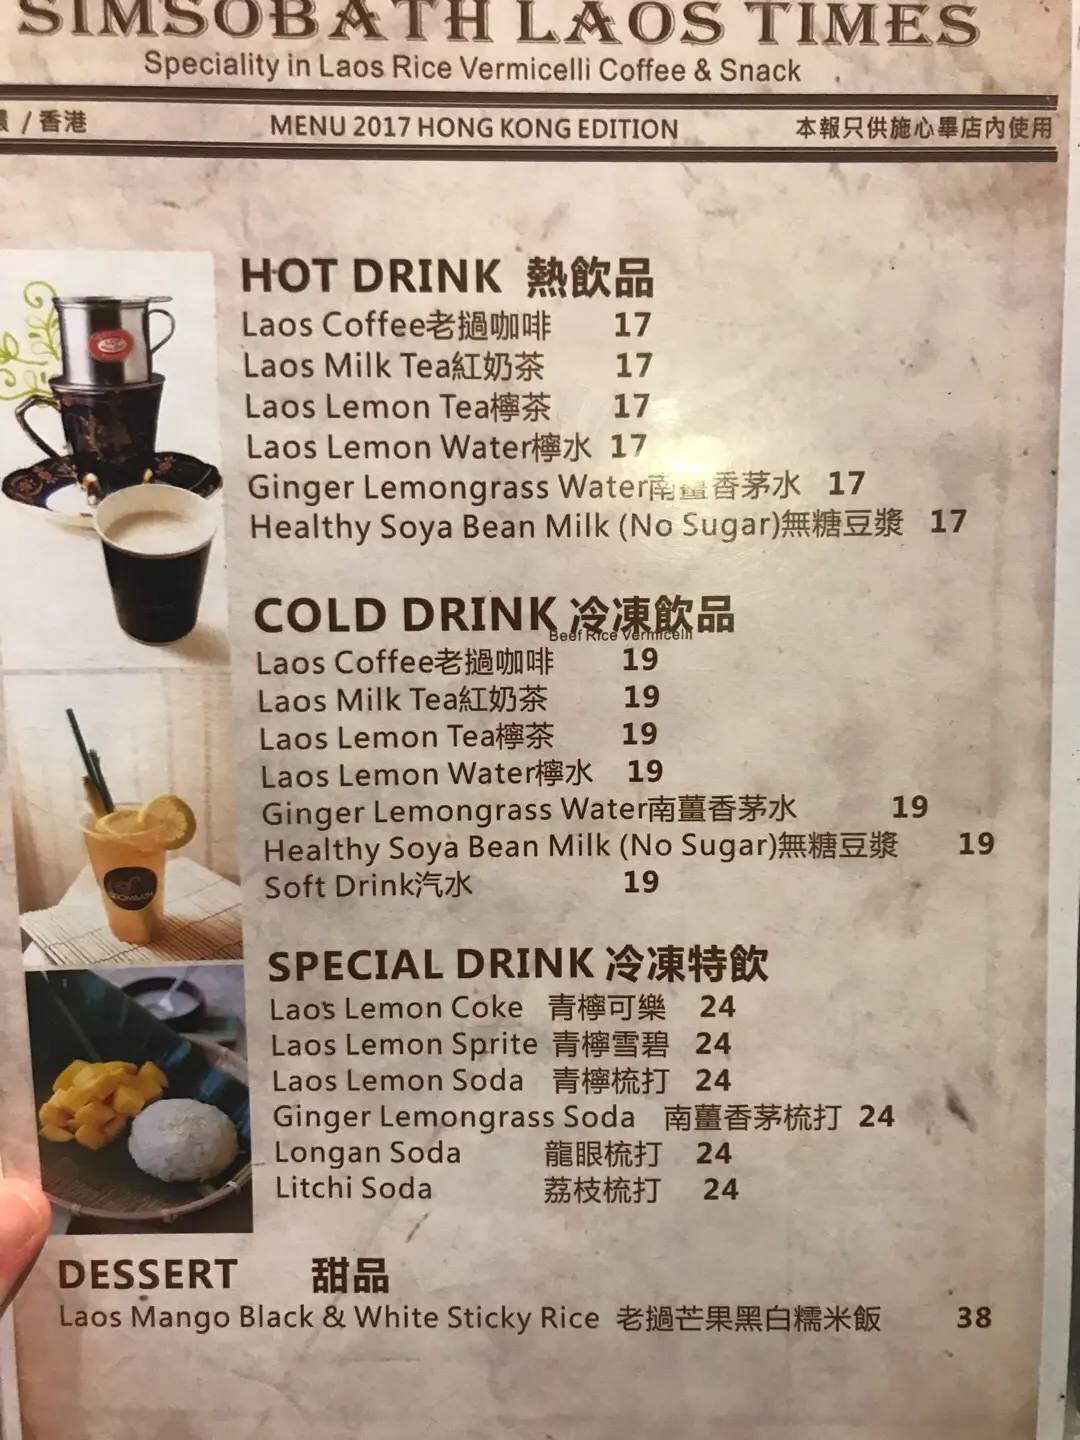 SIMSOBATH LAOS TIMES
Speciality in Laos Rice Vermicelli Coffee & Snack
/ 香港 MENU 2017 HONG KONG EDITION 本報只供施心畢店內使用
HOT DRINK 熱飲品
Laos Coffee老撾咖啡 17
Laos Milk Tea紅奶茶 17
Laos Lemon Tea檸茶 17
Laos Lemon Water檸水 17
Ginger Lemongrass Water南薑香茅水 17
Healthy Soya Bean Milk (No Sugar)無糖豆漿 17
COLD DRINK 冷凍飲品
Beef Rice Vermicelli
Laos Coffee老撾咖啡 19
Laos Milk Tea紅奶茶 19
Laos Lemon Tea檸茶 19
Laos Lemon Water檸水 19
Ginger Lemongrass Water南薑香茅水 19
Healthy Soya Bean Milk (No Sugar)無糖豆漿 19
Soft Drink汽水 19
SPECIAL DRINK 冷凍特飲
Laos Lemon Coke 青檸可樂 24
Laos Lemon Sprite 青檸雪碧 24
Laos Lemon Soda 青檸梳打 24
Ginger Lemongrass Soda 南薑香茅梳打 24
Longan Soda 龍眼梳打 24
Litchi Soda 荔枝梳打 24
DESSERT 甜品
Laos Mango Black & White Sticky Rice 老撾芒果黑白糯米飯 38